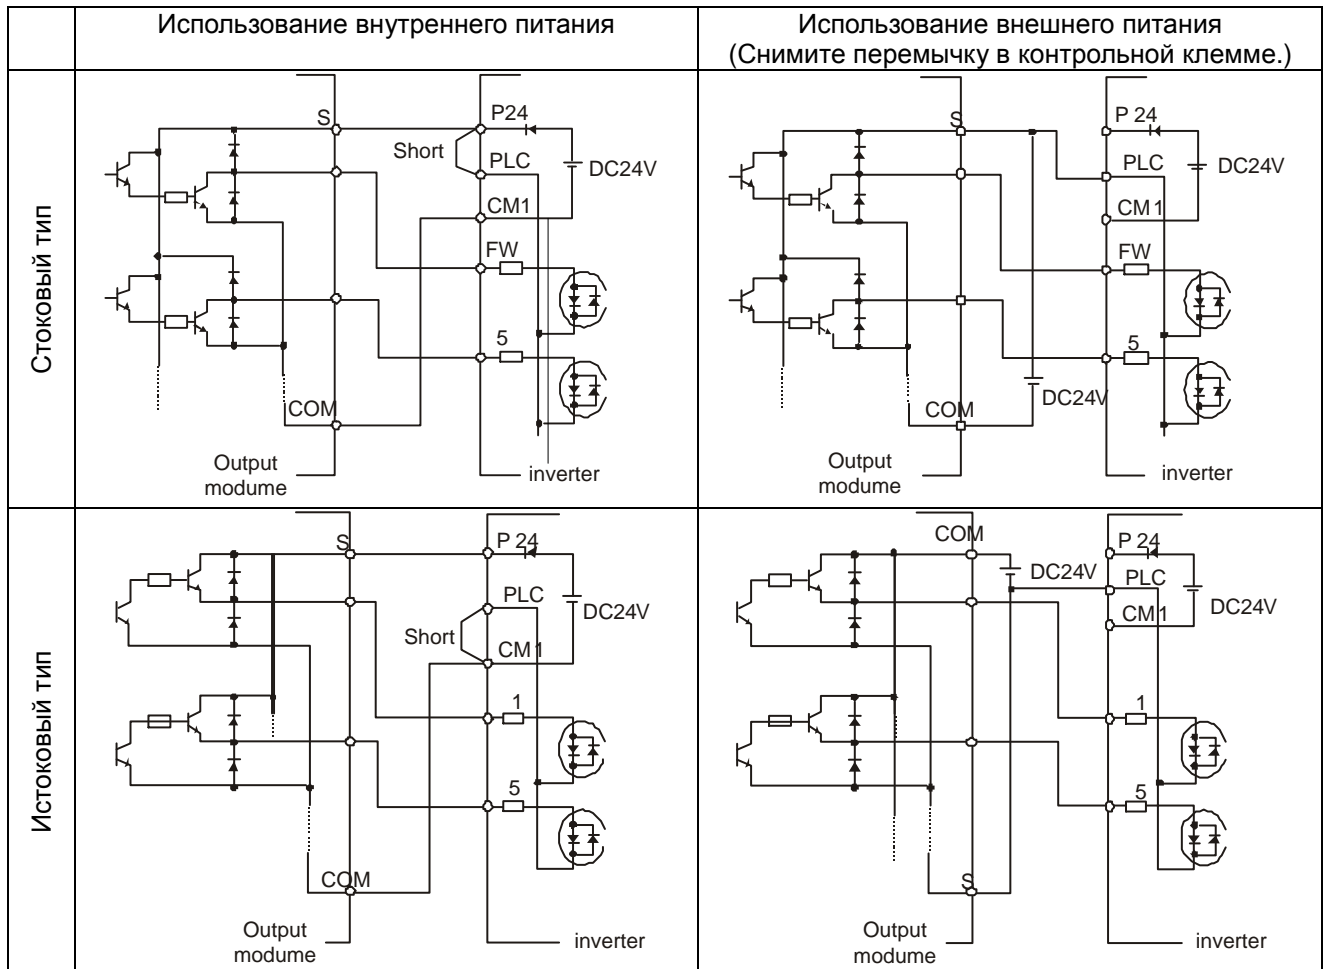 Использование внутреннего питания
Использование внешнего питания
(Снимите перемычку в контрольной клемме.)
Стоковый тип
S
P24
Short
PLC
DC24V
CM1
FW
5
COM
Output
modume
inverter
S
P 24
PLC
DC24V
CM1
FW
5
DC24V
COM
Output
modume
inverter
Истоковый тип
S
P 24
PLC
DC24V
Short
CM1
1
5
COM
Output
modume
inverter
COM
P 24
DC24V
PLC
DC24V
CM1
1
5
S
Output
modume
inverter